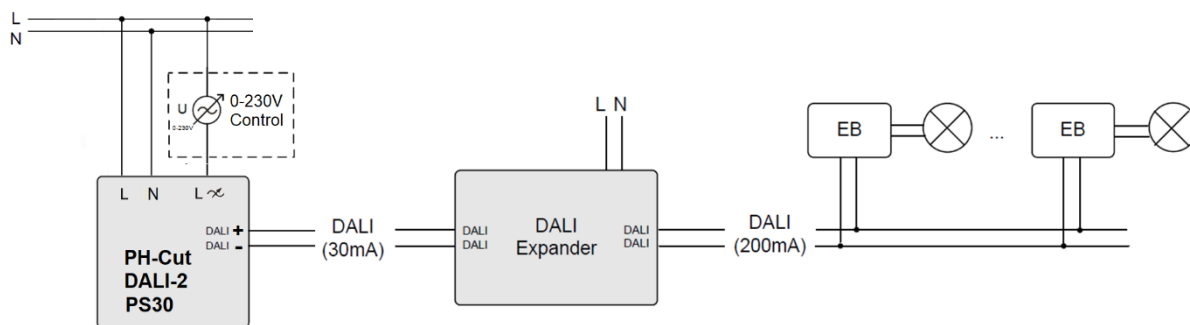 L
N
U
0-230V
0-230V
Control
L N
EB
...
EB
L N L
DALI +
DALI -
PH-Cut
DALI-2
PS30
DALI
(30mA)
DALI
DALI
DALI
Expander
DALI
DALI
DALI
(200mA)